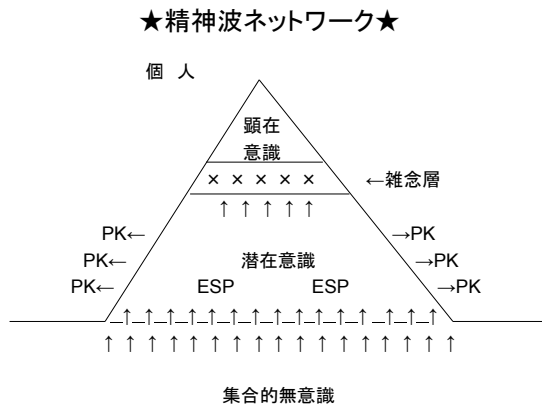 ★精神波ネットワーク★
個 人
顕在
意識
× × × × ×
←雑念層
↑ ↑ ↑ ↑ ↑
PK← →PK
PK← 潜在意識 →PK
PK← ESP ESP →PK
↑ ↑ ↑ ↑ ↑ ↑ ↑ ↑ ↑ ↑ ↑ ↑ ↑ ↑ ↑
↑ ↑ ↑ ↑ ↑ ↑ ↑ ↑ ↑ ↑ ↑ ↑ ↑ ↑ ↑ ↑
集合的無意識